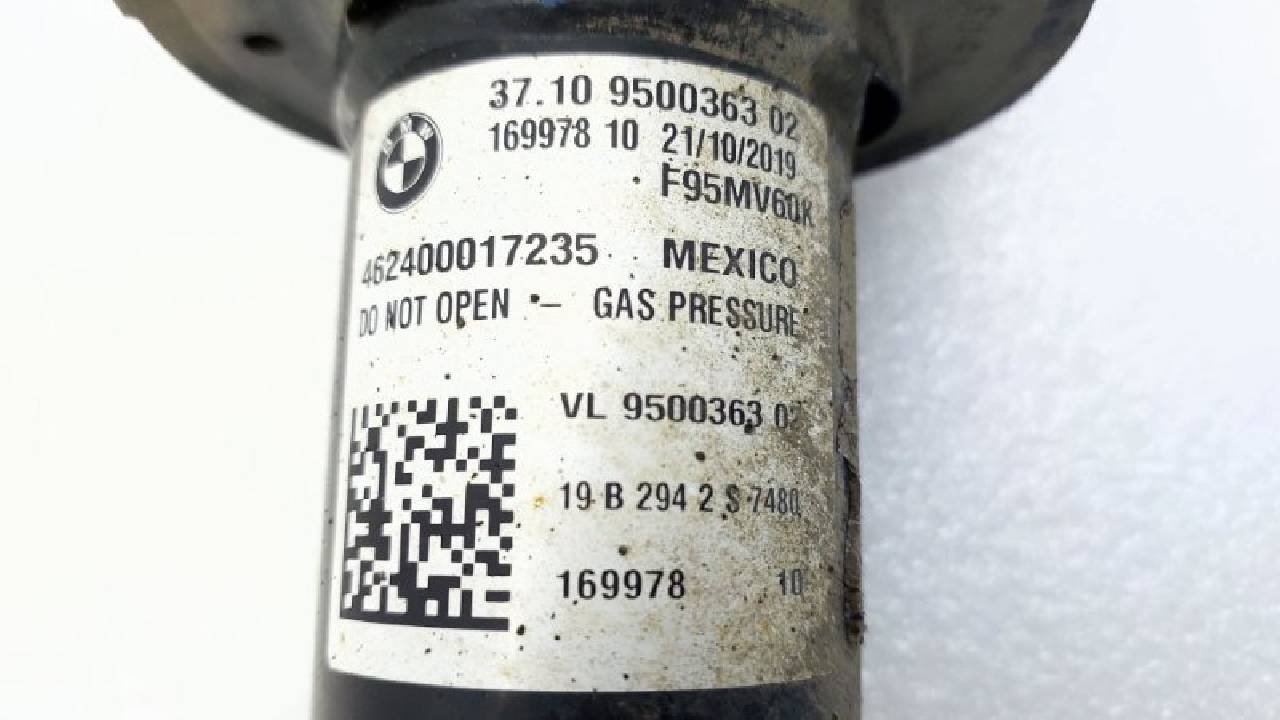 37.10 9500363 02
BMW
169978 10 21/10/2019
462400017235 MEXICO
DO NOT OPEN - GAS PRESSURE
VL 9500363 02
19 B 294 2 S 7480
169978 10